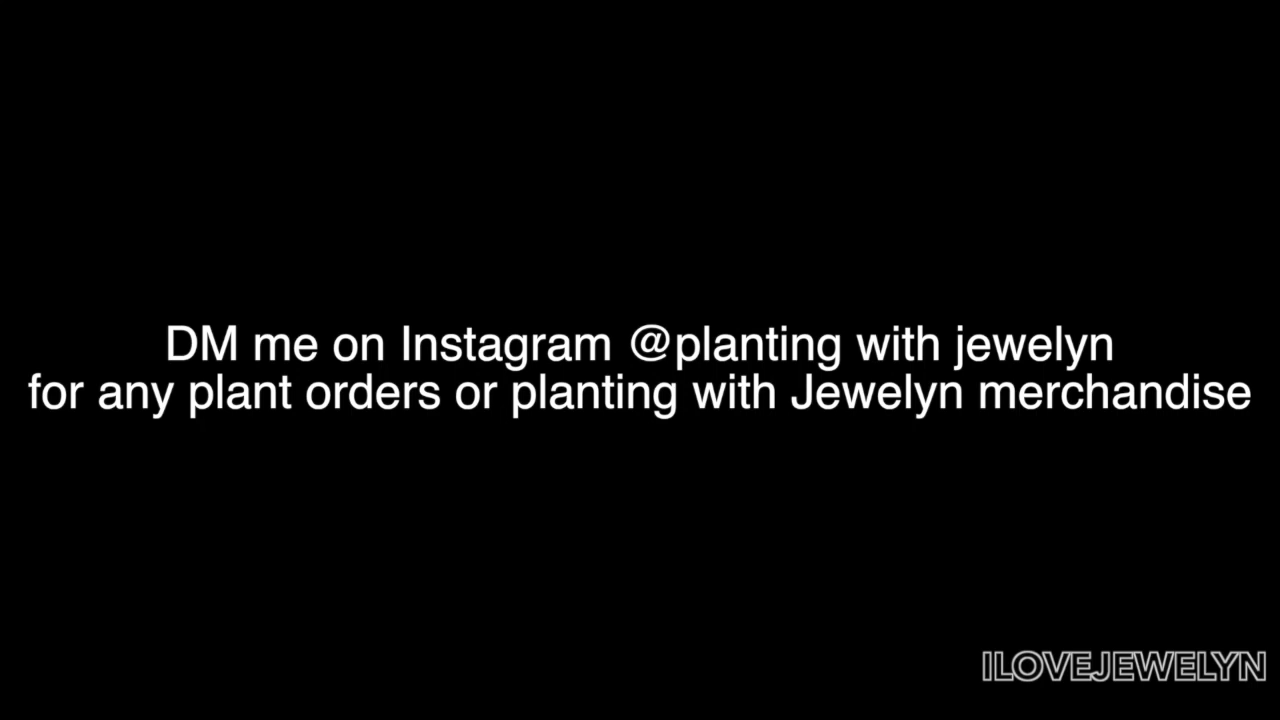 DM me on Instagram @planting with jewelyn
for any plant orders or planting with Jewelyn merchandise
ILOVEJEWELYN